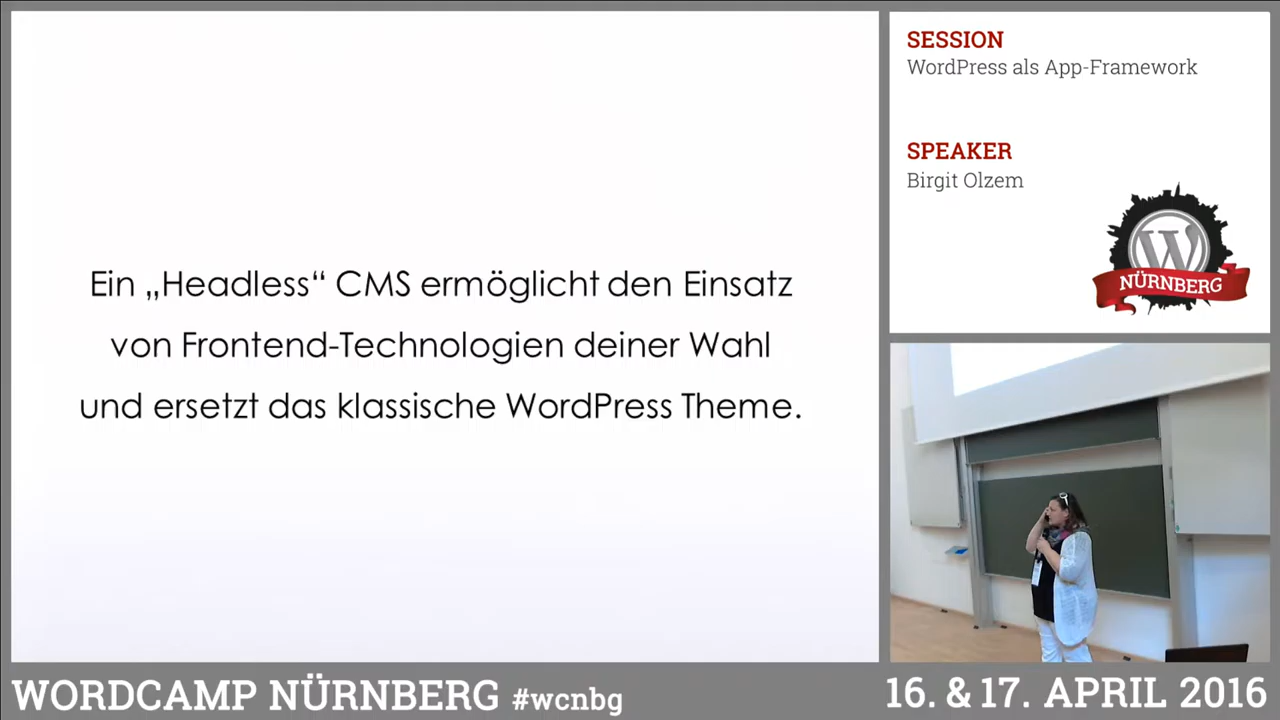 Ein „Headless“ CMS ermöglicht den Einsatz
von Frontend-Technologien deiner Wahl
und ersetzt das klassische WordPress Theme.
SESSION
WordPress als App-Framework
SPEAKER
Birgit Olzem
W
NÜRNBERG
WORDCAMP NÜRNBERG #wcnbg
16. & 17. APRIL 2016